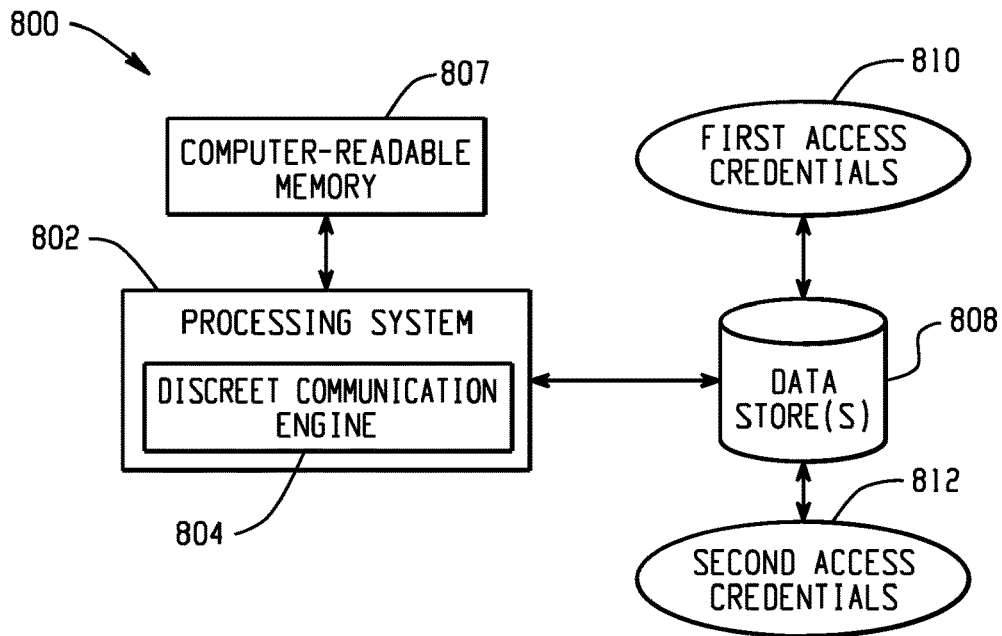 800
807
COMPUTER-READABLE
MEMORY
810
FIRST ACCESS
CREDENTIALS
802
PROCESSING SYSTEM
DISCREET COMMUNICATION
ENGINE
804
808
DATA
STORE(S)
812
SECOND ACCESS
CREDENTIALS